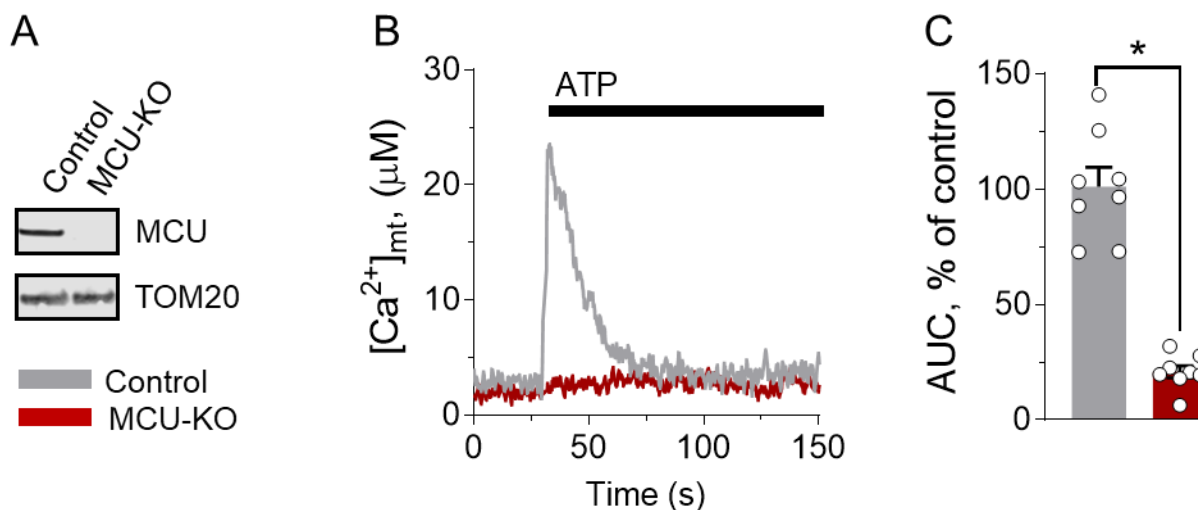 A
Control
MCU-KO
MCU
TOM20
Control
MCU-KO
B
[Ca²⁺]mt, (μM)
30
20
10
0
ATP
0 50 100 150
Time (s)
C
AUC, % of control
150
100
50
0
*